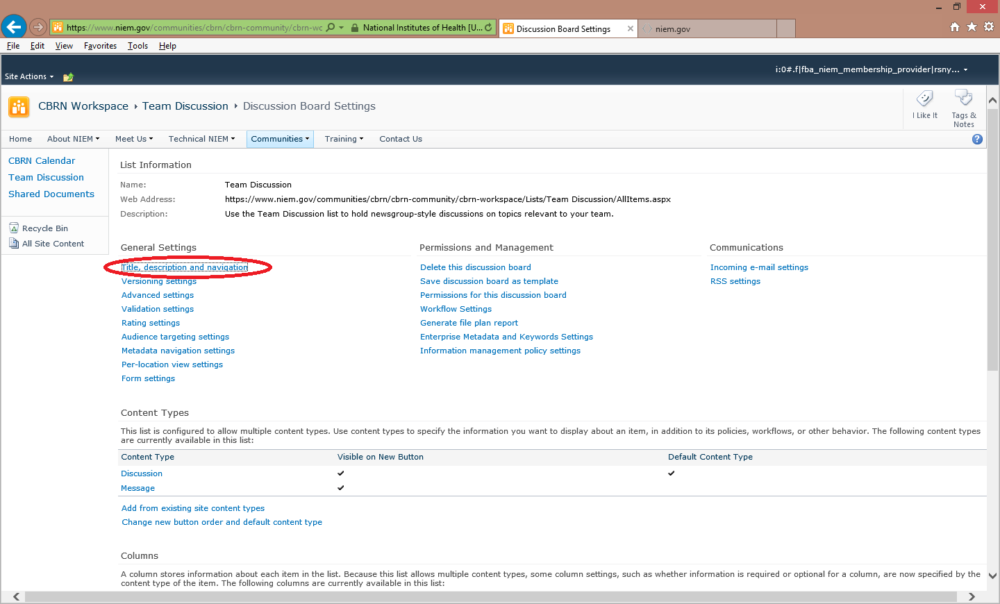 https://www.niem.gov/communities/cbrn/cbrn-community/cbrn-wc
National Institutes of Health [U...
Discussion Board Settings
niem.gov
File Edit View Favorites Tools Help
Site Actions
i:0#.f|fba_niem_membership_provider|rsny...
CBRN Workspace Team Discussion Discussion Board Settings
I Like It
Tags & Notes
Home About NIEM Meet Us Technical NIEM Communities Training Contact Us
CBRN Calendar
Team Discussion
Shared Documents
Recycle Bin
All Site Content
List Information
Name: Team Discussion
Web Address: https://www.niem.gov/communities/cbrn/cbrn-community/cbrn-workspace/Lists/Team Discussion/AllItems.aspx
Description: Use the Team Discussion list to hold newsgroup-style discussions on topics relevant to your team.
General Settings
Title, description and navigation
Versioning settings
Advanced settings
Validation settings
Rating settings
Audience targeting settings
Metadata navigation settings
Per-location view settings
Form settings
Permissions and Management
Delete this discussion board
Save discussion board as template
Permissions for this discussion board
Workflow Settings
Generate file plan report
Enterprise Metadata and Keywords Settings
Information management policy settings
Communications
Incoming e-mail settings
RSS settings
Content Types
This list is configured to allow multiple content types. Use content types to specify the information you want to display about an item, in addition to its policies, workflows, or other behavior. The following content types
are currently available in this list:
Content Type Visible on New Button Default Content Type
Discussion
Message
Add from existing site content types
Change new button order and default content type
Columns
A column stores information about each item in the list. Because this list allows multiple content types, some column settings, such as whether information is required or optional for a column, are now specified by the
content type of the item. The following columns are currently available in this list: